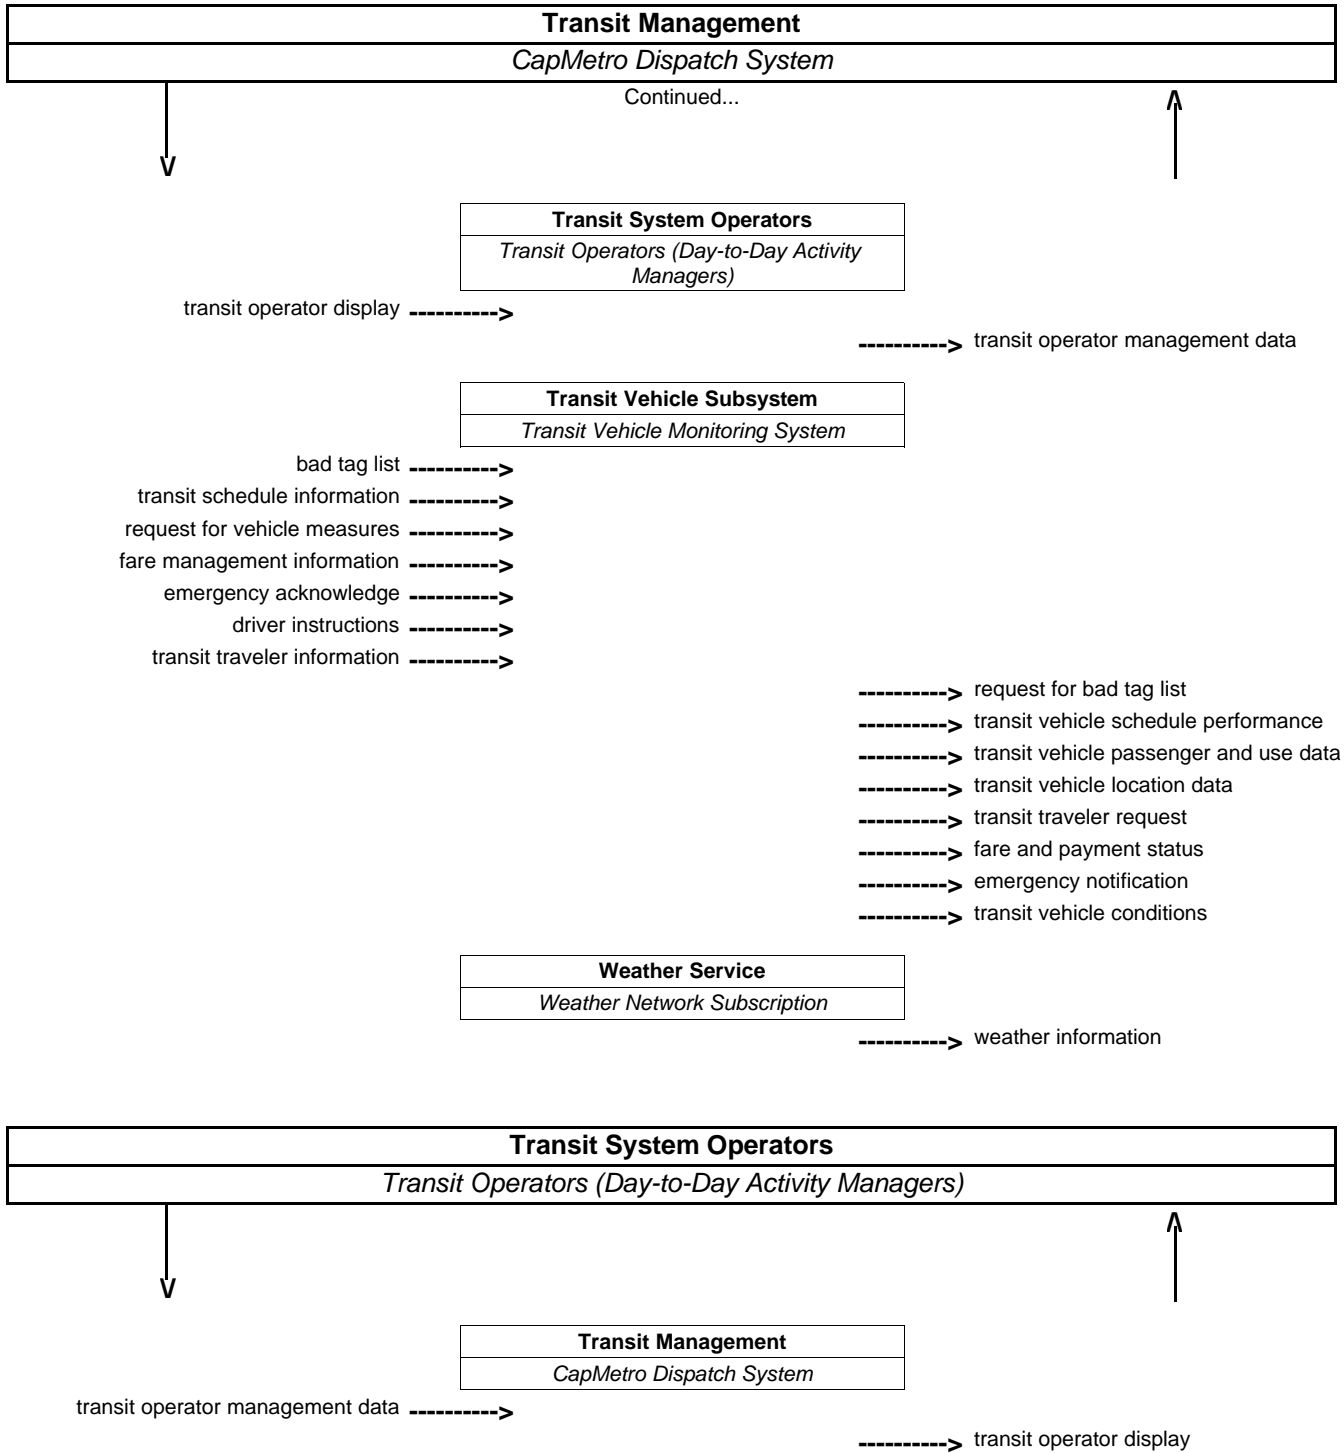 Transit Management
CapMetro Dispatch System
Continued...
Transit System Operators
Transit Operators (Day-to-Day Activity
Managers)
transit operator display
transit operator management data
Transit Vehicle Subsystem
Transit Vehicle Monitoring System
bad tag list
transit schedule information
request for vehicle measures
fare management information
emergency acknowledge
driver instructions
transit traveler information
request for bad tag list
transit vehicle schedule performance
transit vehicle passenger and use data
transit vehicle location data
transit traveler request
fare and payment status
emergency notification
transit vehicle conditions
Weather Service
Weather Network Subscription
weather information
Transit System Operators
Transit Operators (Day-to-Day Activity Managers)
Transit Management
CapMetro Dispatch System
transit operator management data
transit operator display